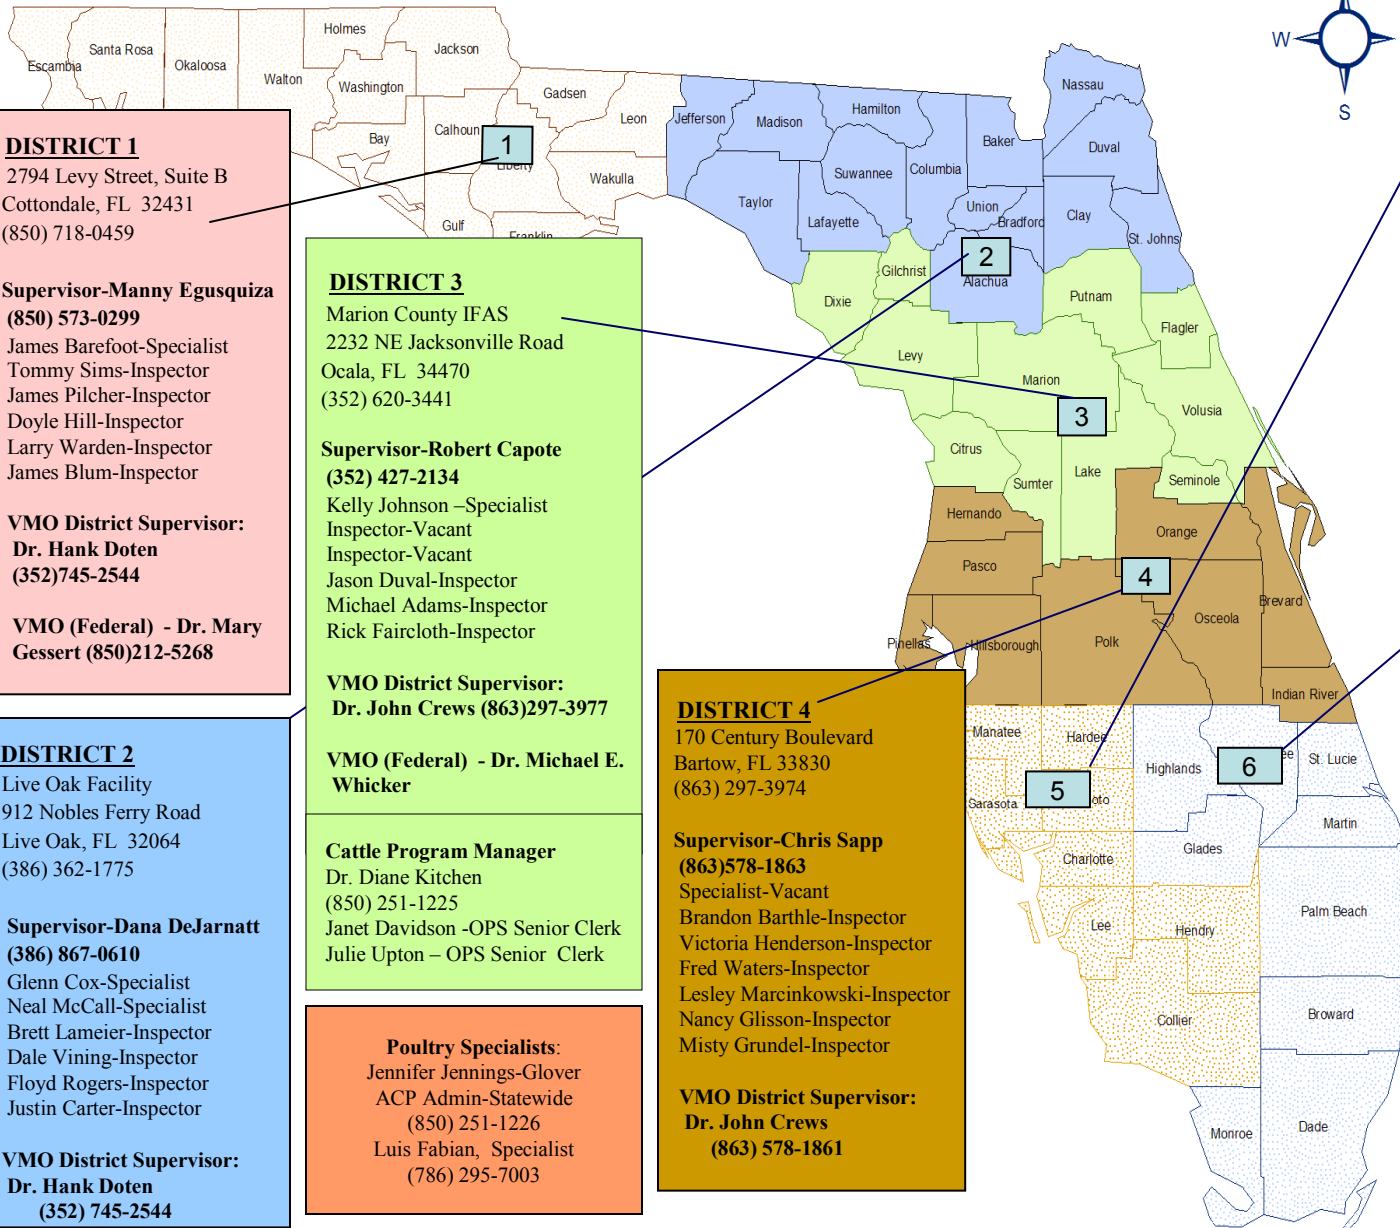 W
S
Escambia
Santa Rosa
Okaloosa
Holmes
Walton
Washington
Jackson
Bay
Calhoun
Gadsen
Leon
Liberty
Wakulla
Gulf
Franklin
Jefferson
Madison
Hamilton
Taylor
Suwannee
Lafayette
Columbia
Baker
Nassau
Duval
Union
Bradford
Clay
St. Johns
Alachua
Gilchrist
Dixie
Putnam
Flagler
Levy
Marion
Volusia
Citrus
Lake
Sumter
Seminole
Hernando
Orange
Pasco
Brevard
Osceola
Pinellas
Hillsborough
Polk
Indian River
Manatee
Hardee
Highlands
ee
St. Lucie
Sarasota
oto
Martin
Charlotte
Glades
Lee
Hendry
Palm Beach
Collier
Broward
Monroe
Dade
1
2
3
4
5
6
DISTRICT 1
2794 Levy Street, Suite B
Cottondale, FL 32431
(850) 718-0459
Supervisor-Manny Egusquiza
(850) 573-0299
James Barefoot-Specialist
Tommy Sims-Inspector
James Pilcher-Inspector
Doyle Hill-Inspector
Larry Warden-Inspector
James Blum-Inspector
VMO District Supervisor:
Dr. Hank Doten
(352)745-2544
VMO (Federal) - Dr. Mary
Gessert (850)212-5268
DISTRICT 2
Live Oak Facility
912 Nobles Ferry Road
Live Oak, FL 32064
(386) 362-1775
Supervisor-Dana DeJarnatt
(386) 867-0610
Glenn Cox-Specialist
Neal McCall-Specialist
Brett Lameier-Inspector
Dale Vining-Inspector
Floyd Rogers-Inspector
Justin Carter-Inspector
VMO District Supervisor:
Dr. Hank Doten
(352) 745-2544
DISTRICT 3
Marion County IFAS
2232 NE Jacksonville Road
Ocala, FL 34470
(352) 620-3441
Supervisor-Robert Capote
(352) 427-2134
Kelly Johnson –Specialist
Inspector-Vacant
Inspector-Vacant
Jason Duval-Inspector
Michael Adams-Inspector
Rick Faircloth-Inspector
VMO District Supervisor:
Dr. John Crews (863)297-3977
VMO (Federal) - Dr. Michael E.
Whicker
Cattle Program Manager
Dr. Diane Kitchen
(850) 251-1225
Janet Davidson -OPS Senior Clerk
Julie Upton – OPS Senior Clerk
Poultry Specialists:
Jennifer Jennings-Glover
ACP Admin-Statewide
(850) 251-1226
Luis Fabian, Specialist
(786) 295-7003
DISTRICT 4
170 Century Boulevard
Bartow, FL 33830
(863) 297-3974
Supervisor-Chris Sapp
(863)578-1863
Specialist-Vacant
Brandon Barthle-Inspector
Victoria Henderson-Inspector
Fred Waters-Inspector
Lesley Marcinkowski-Inspector
Nancy Glisson-Inspector
Misty Grundel-Inspector
VMO District Supervisor:
Dr. John Crews
(863) 578-1861